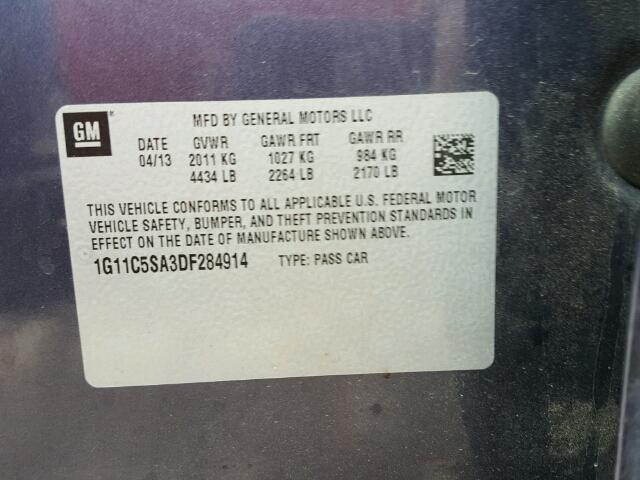 GM
MFD BY GENERAL MOTORS LLC
DATE GVWR GAWR FRT GAWR RR
04/13 2011 KG 1027 KG 984 KG
4434 LB 2264 LB 2170 LB
THIS VEHICLE CONFORMS TO ALL APPLICABLE U.S. FEDERAL MOTOR
VEHICLE SAFETY, BUMPER, AND THEFT PREVENTION STANDARDS IN
EFFECT ON THE DATE OF MANUFACTURE SHOWN ABOVE.
1G11C5SA3DF284914 TYPE: PASS CAR